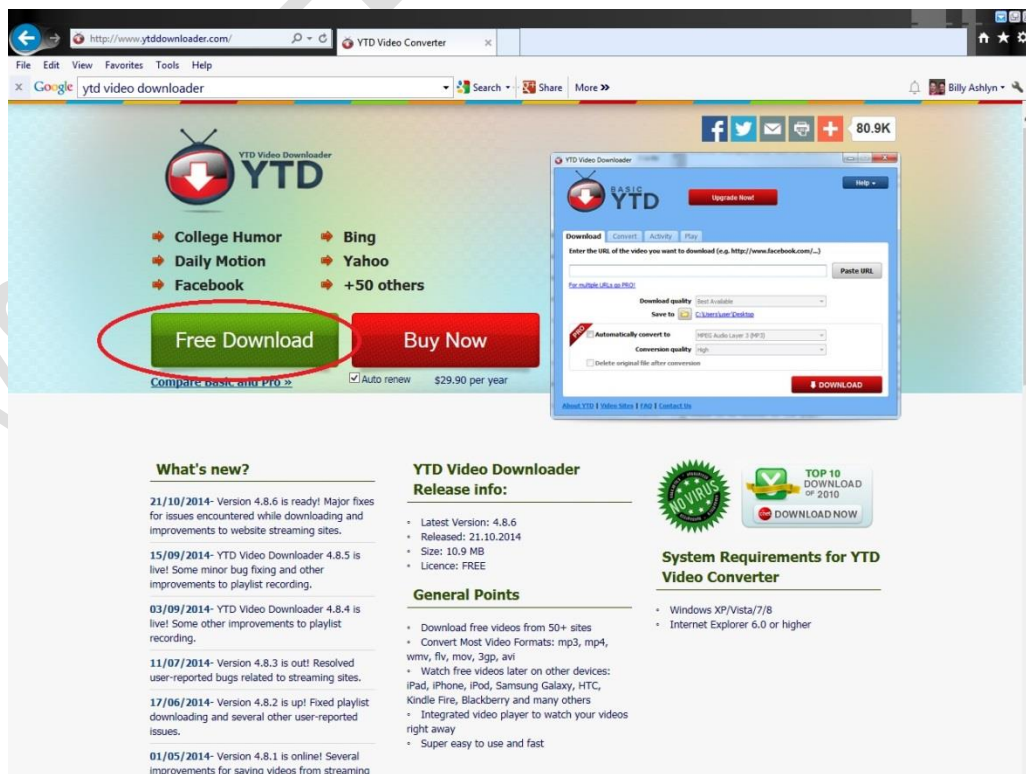 http://www.ytddownloader.com/
YTD Video Converter
File Edit View Favorites Tools Help
Google ytd video downloader Search Share More » Billy Ashlyn
80.9K
YTD Video Downloader
YTD
College Humor
Daily Motion
Facebook
Bing
Yahoo
+50 others
Free Download
Buy Now
Compare Basic and Pro »
Auto renew $29.90 per year
YTD Video Downloader
BASIC
YTD
Upgrade Now!
Help
Download Convert Activity Play
Enter the URL of the video you want to download (e.g. http://www.facebook.com/...)
Paste URL
For multiple URLs go PRO!
Download quality Best Available
Save to C:\Users\user\Desktop
PRO
Automatically convert to MPEG Audio Layer 3 (MP3)
Conversion quality High
Delete original file after conversion
DOWNLOAD
About YTD | Video Sites | FAQ | Contact Us
What's new?
21/10/2014- Version 4.8.6 is ready! Major fixes
for issues encountered while downloading and
improvements to website streaming sites.
15/09/2014- YTD Video Downloader 4.8.5 is
live! Some minor bug fixing and other
improvements to playlist recording.
03/09/2014- YTD Video Downloader 4.8.4 is
live! Some other improvements to playlist
recording.
11/07/2014- Version 4.8.3 is out! Resolved
user-reported bugs related to streaming sites.
17/06/2014- Version 4.8.2 is up! Fixed playlist
downloading and several other user-reported
issues.
01/05/2014- Version 4.8.1 is online! Several
improvements for saving videos from streaming
YTD Video Downloader
Release info:
Latest Version: 4.8.6
Released: 21.10.2014
Size: 10.9 MB
Licence: FREE
General Points
Download free videos from 50+ sites
Convert Most Video Formats: mp3, mp4,
wmv, flv, mov, 3gp, avi
Watch free videos later on other devices:
iPad, iPhone, iPod, Samsung Galaxy, HTC,
Kindle Fire, Blackberry and many others
Integrated video player to watch your videos
right away
Super easy to use and fast
NO VIRUS
TOP 10
DOWNLOAD
OF 2010
cnet DOWNLOAD NOW
System Requirements for YTD
Video Converter
Windows XP/Vista/7/8
Internet Explorer 6.0 or higher